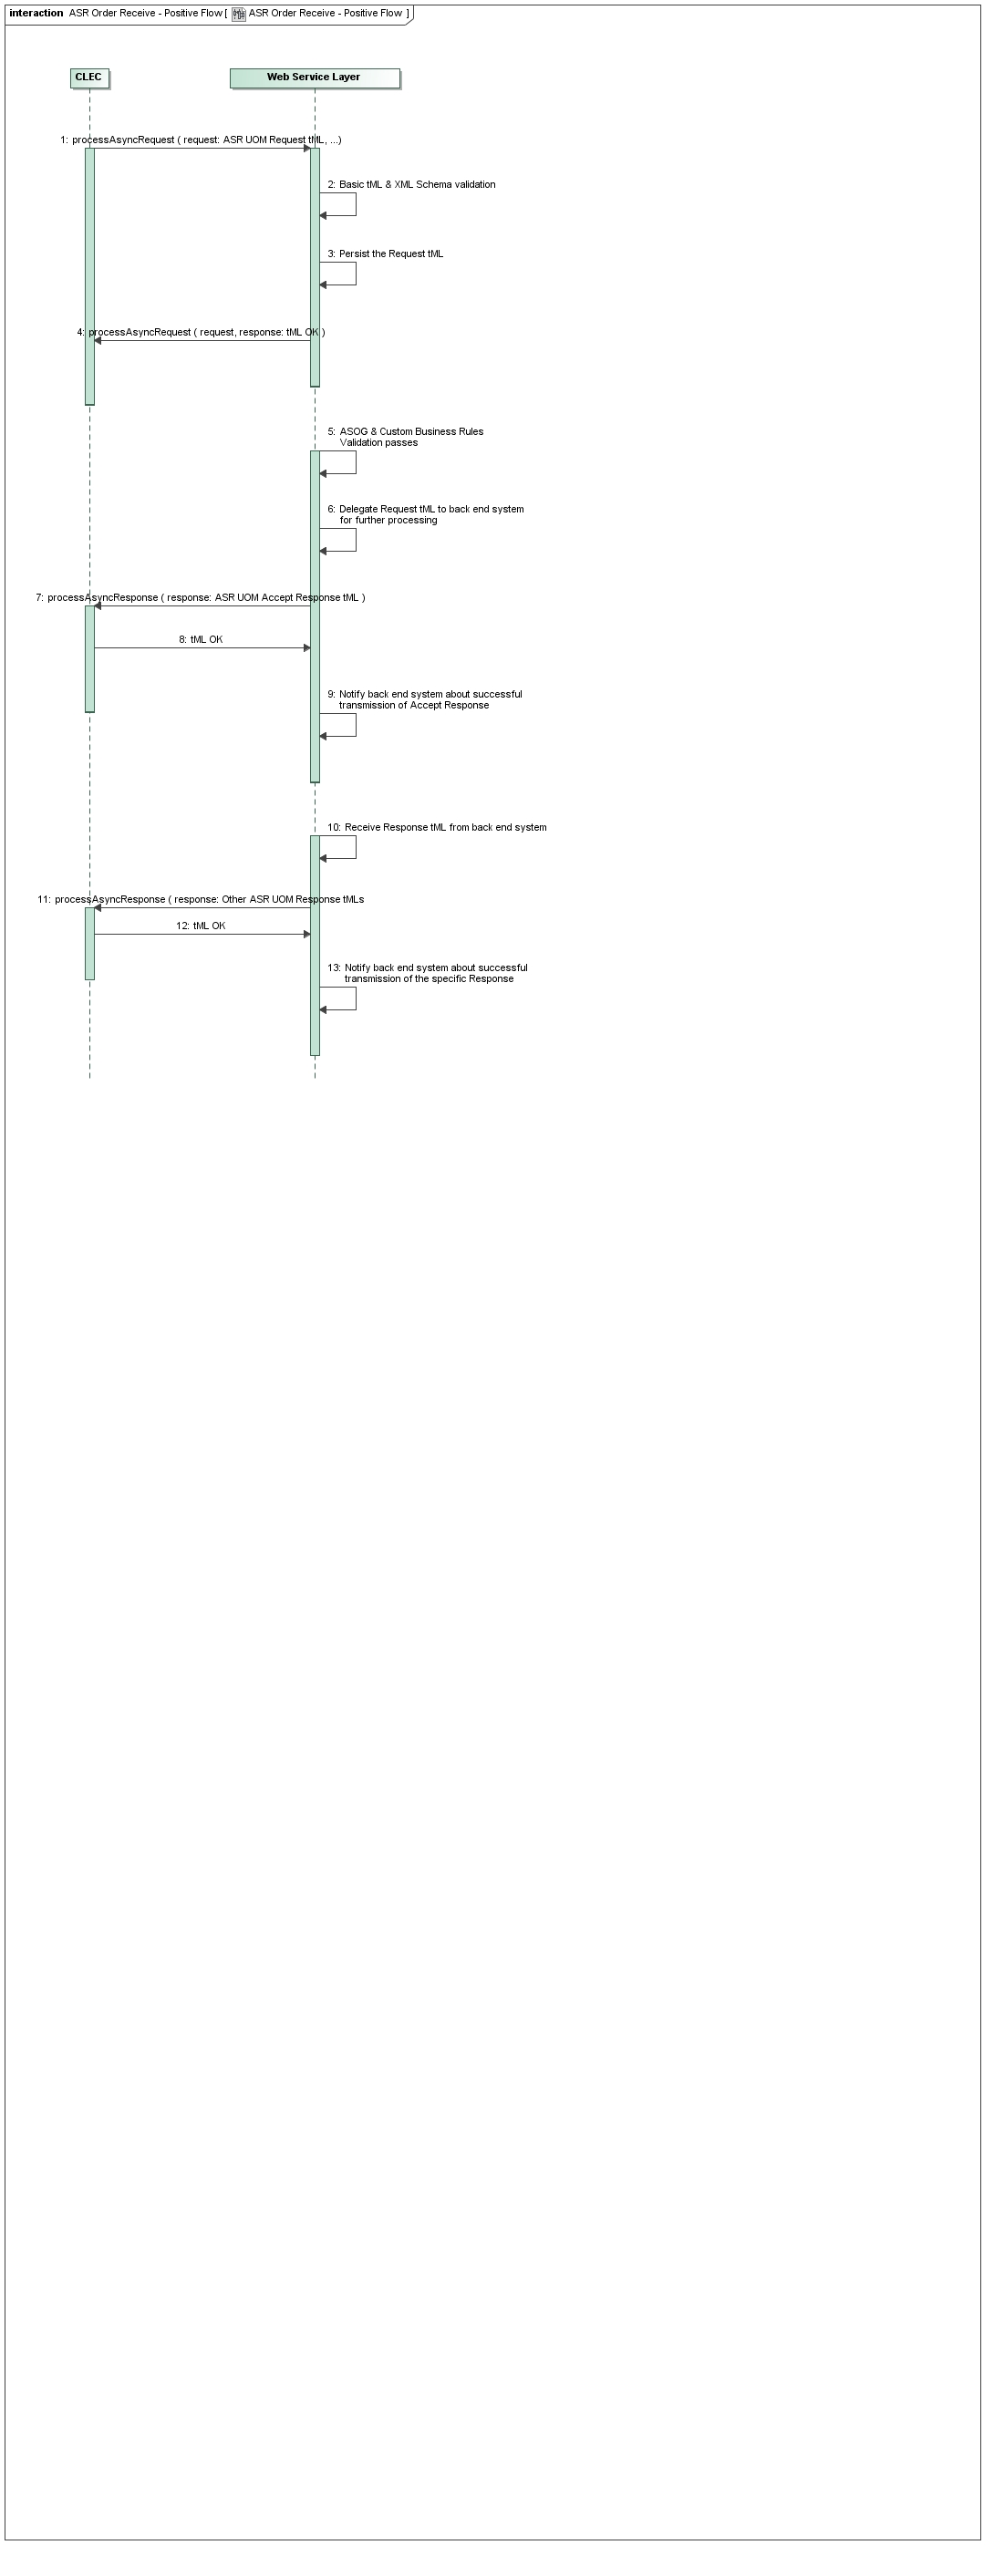 interaction ASR Order Receive - Positive Flow [ ASR Order Receive - Positive Flow ]
CLEC
Web Service Layer
1: processAsyncRequest ( request: ASR UOM Request tML, ...)
2: Basic tML & XML Schema validation
3: Persist the Request tML
4: processAsyncRequest ( request, response: tML OK )
5: ASOG & Custom Business Rules
Validation passes
6: Delegate Request tML to back end system
for further processing
7: processAsyncResponse ( response: ASR UOM Accept Response tML )
8: tML OK
9: Notify back end system about successful
transmission of Accept Response
10: Receive Response tML from back end system
11: processAsyncResponse ( response: Other ASR UOM Response tMLs
12: tML OK
13: Notify back end system about successful
transmission of the specific Response